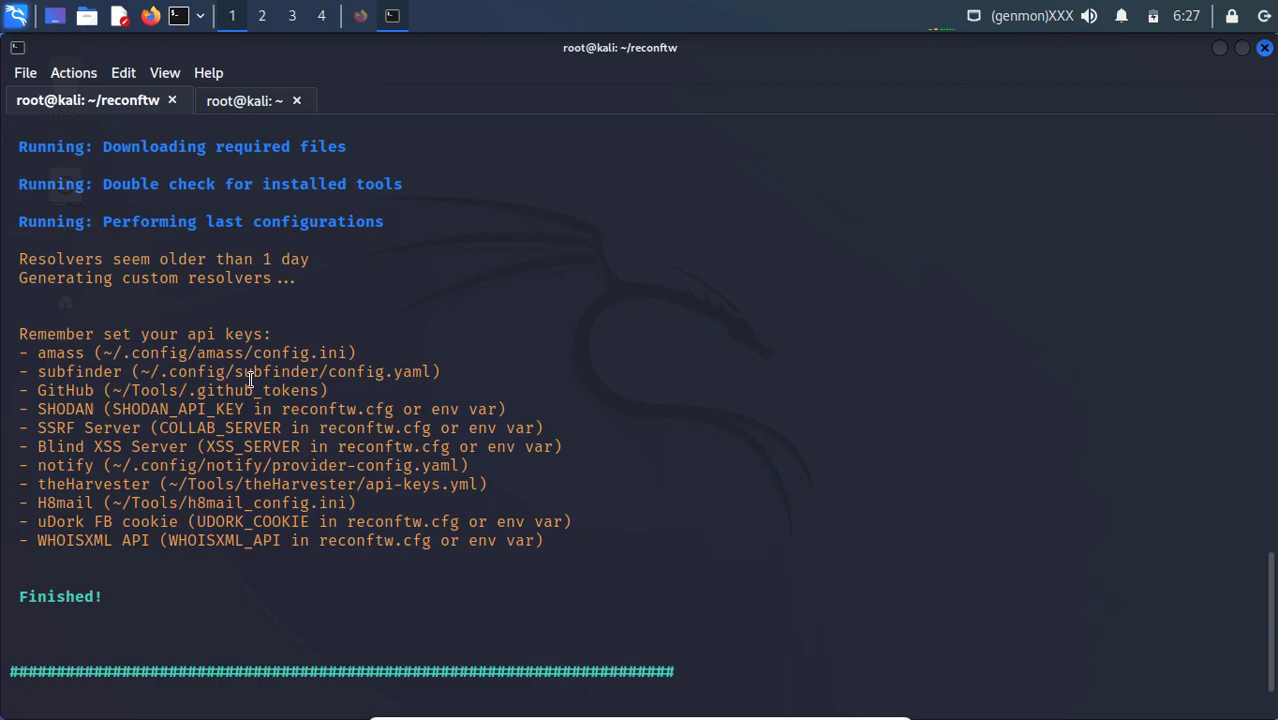 1 2 3 4 (genmon)XXX 6:27
root@kali: ~/reconftw
File Actions Edit View Help
root@kali: ~/reconftw × root@kali: ~ ×
Running: Downloading required files
Running: Double check for installed tools
Running: Performing last configurations
Resolvers seem older than 1 day
Generating custom resolvers...
Remember set your api keys:
- amass (~/.config/amass/config.ini)
- subfinder (~/.config/subfinder/config.yaml)
- GitHub (~/Tools/.github_tokens)
- SHODAN (SHODAN_API_KEY in reconftw.cfg or env var)
- SSRF Server (COLLAB_SERVER in reconftw.cfg or env var)
- Blind XSS Server (XSS_SERVER in reconftw.cfg or env var)
- notify (~/.config/notify/provider-config.yaml)
- theHarvester (~/Tools/theHarvester/api-keys.yml)
- H8mail (~/Tools/h8mail_config.ini)
- uDork FB cookie (UDORK_COOKIE in reconftw.cfg or env var)
- WHOISXML API (WHOISXML_API in reconftw.cfg or env var)
Finished!
#######################################################################